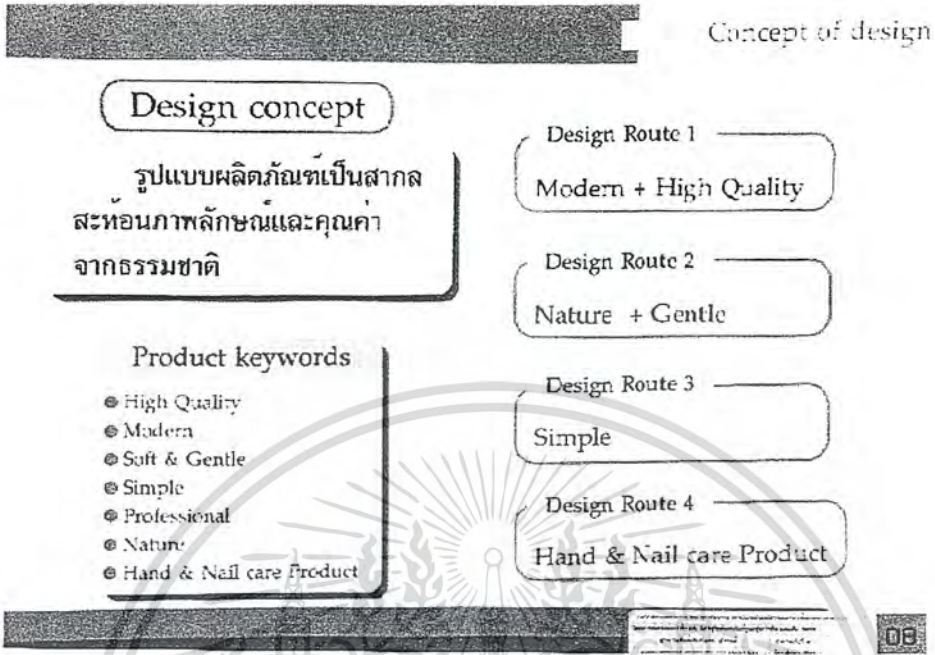 Concept of design
Design concept
รูปแบบผลิตภัณฑ์เป็นสากล
สะท้อนภาพลักษณ์และคุณค่า
จากธรรมชาติ
Product keywords
High Quality
Modern
Soft & Gentle
Simple
Professional
Nature
Hand & Nail care Product
Design Route 1
Modern + High Quality
Design Route 2
Nature + Gentle
Design Route 3
Simple
Design Route 4
Hand & Nail care Product
08